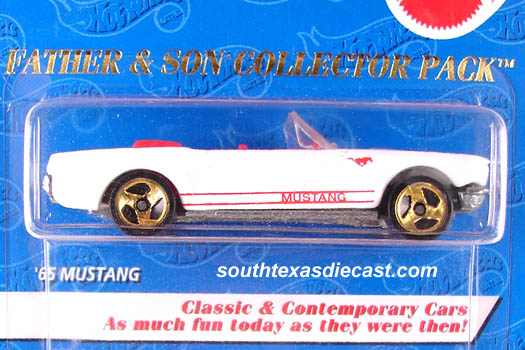 FATHER & SON COLLECTOR PACK™
MUSTANG
'65 MUSTANG
southtexasdiecast.com/
Classic & Contemporary Cars
As much fun today as they were then!